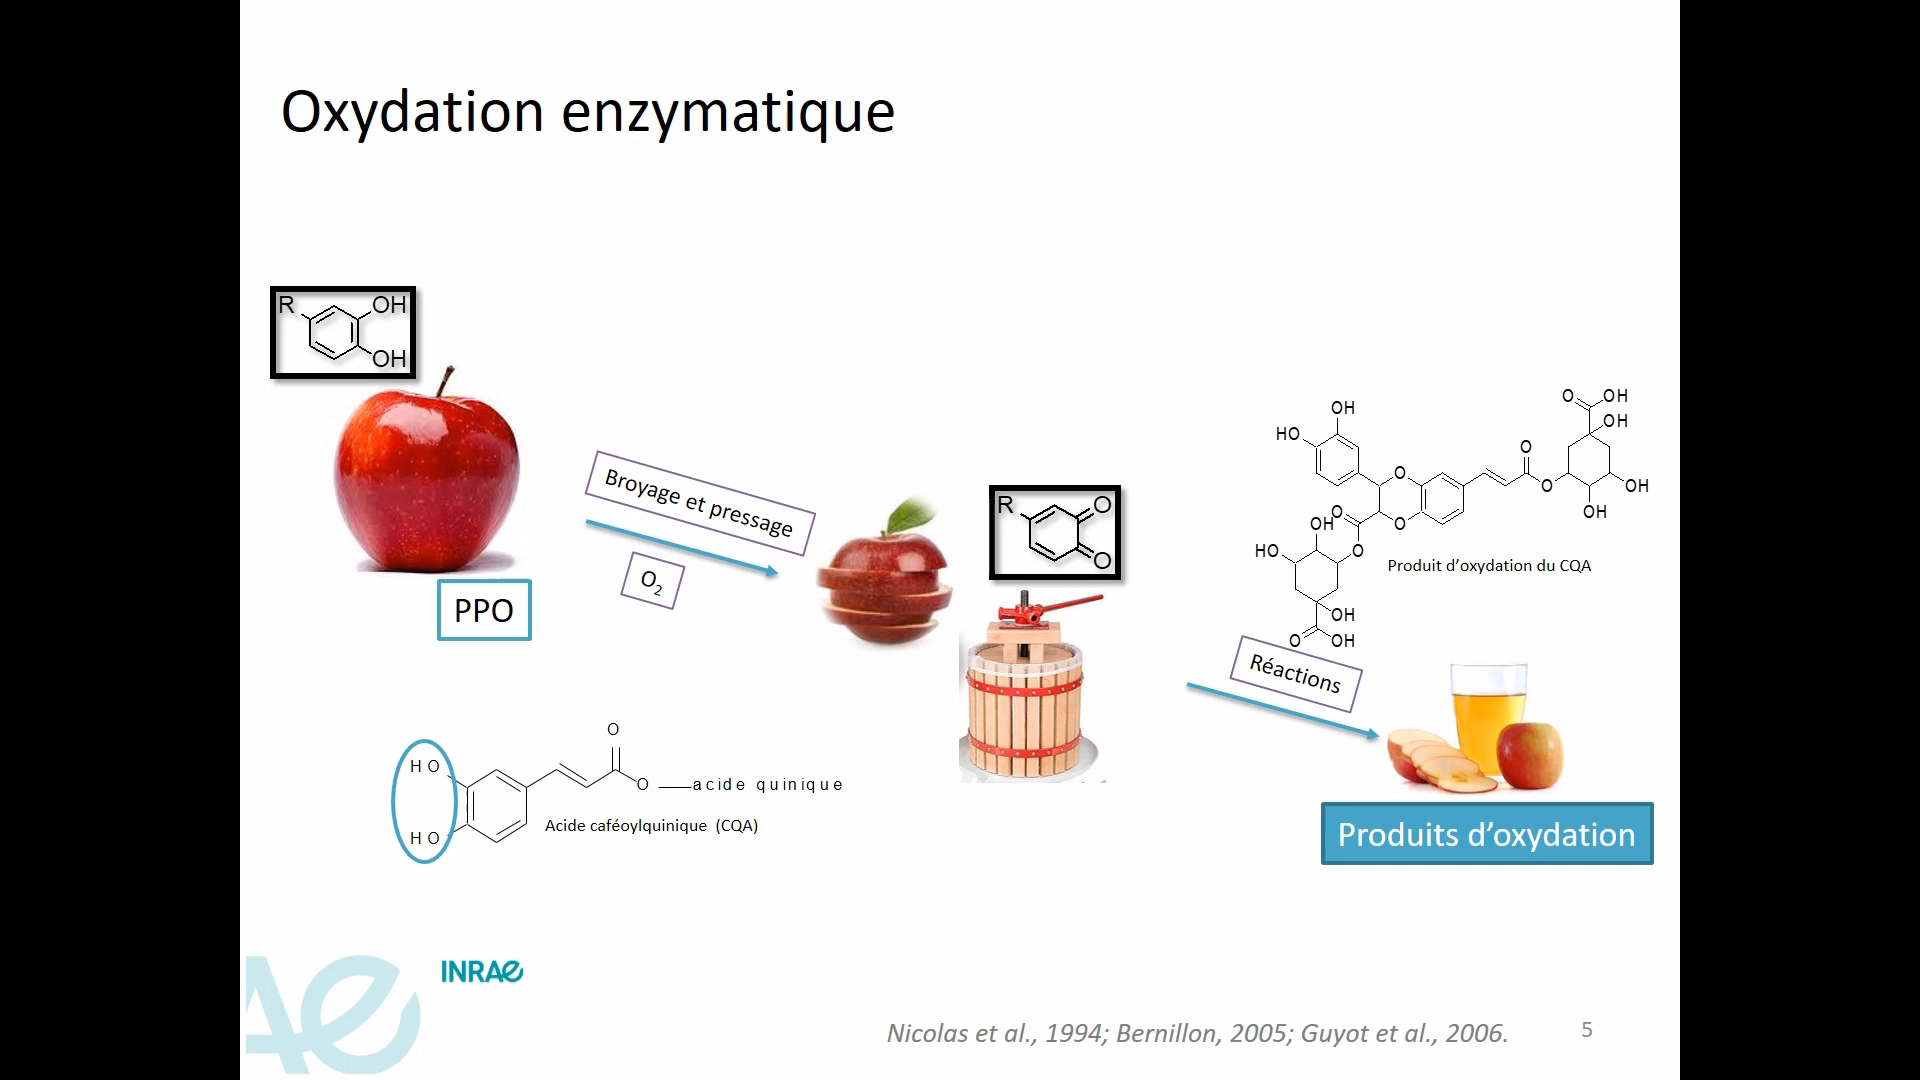 Oxydation enzymatique
R
OH
OH
PPO
Broyage et pressage
O2
R
O
O
OH
HO
O
O
O
O
O
OH
OH
OH
OH
O
O
OH
HO
OH
O
OH
Produit d’oxydation du CQA
Réactions
HO
HO
O
O
acide quinique
Acide caféoylquinique (CQA)
Produits d’oxydation
INRAE
Nicolas et al., 1994; Bernillon, 2005; Guyot et al., 2006.
5